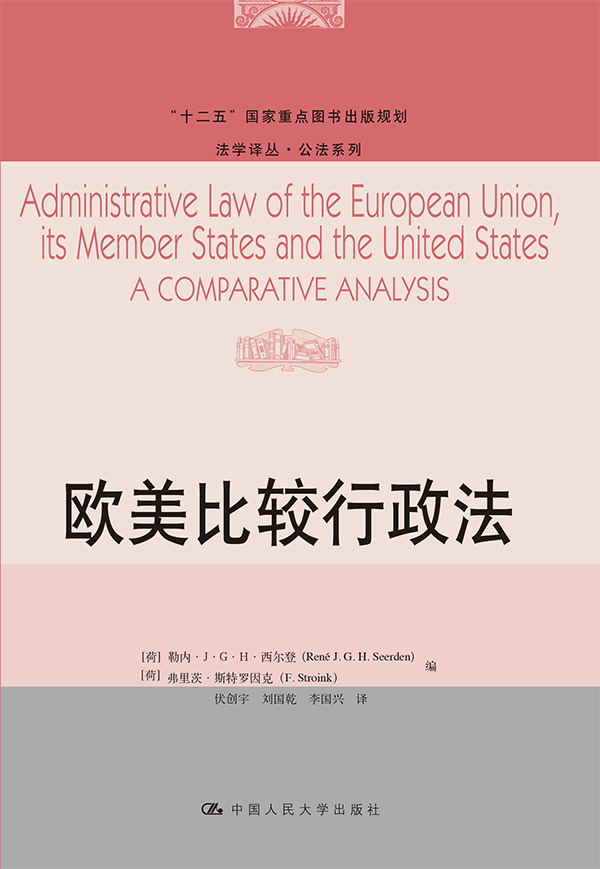 “十二五”国家重点图书出版规划
法学译丛·公法系列
Administrative Law of the European Union,
its Member States and the United States
A COMPARATIVE ANALYSIS
欧美比较行政法
[荷] 勒内·J·G·H·西尔登 (René J. G. H. Seerden)
[荷] 弗里茨·斯特罗因克 (F. Stroink) 编
伏创宇 刘国乾 李国兴 译
中国人民大学出版社